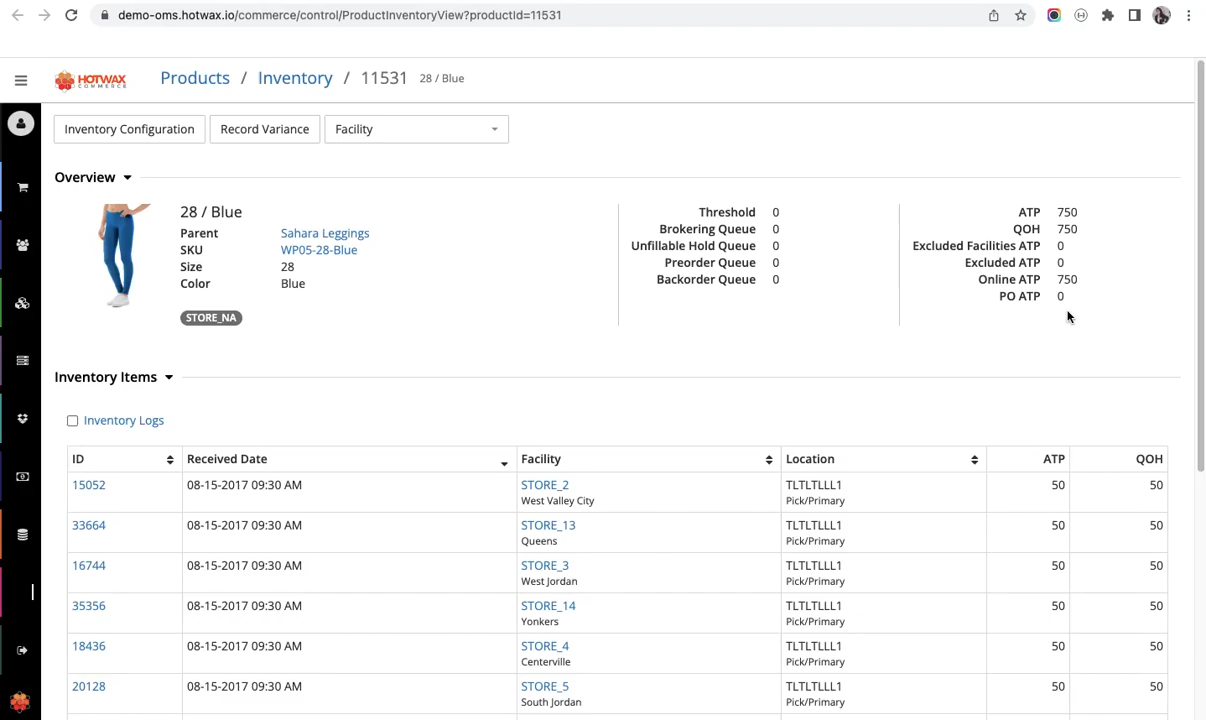 demo-oms.hotwax.io/commerce/control/ProductInventoryView?productId=11531
HOTWAX
COMMERCE
Products / Inventory / 11531 28 / Blue
Inventory Configuration Record Variance Facility
Overview
28 / Blue
Parent Sahara Leggings
SKU WP05-28-Blue
Size 28
Color Blue
STORE_NA
Threshold 0
Brokering Queue 0
Unfillable Hold Queue 0
Preorder Queue 0
Backorder Queue 0
ATP 750
QOH 750
Excluded Facilities ATP 0
Excluded ATP 0
Online ATP 750
PO ATP 0
Inventory Items
Inventory Logs
ID Received Date Facility Location ATP QOH
15052 08-15-2017 09:30 AM STORE_2 TLTLTLLL1 50 50
West Valley City Pick/Primary
33664 08-15-2017 09:30 AM STORE_13 TLTLTLLL1 50 50
Queens Pick/Primary
16744 08-15-2017 09:30 AM STORE_3 TLTLTLLL1 50 50
West Jordan Pick/Primary
35356 08-15-2017 09:30 AM STORE_14 TLTLTLLL1 50 50
Yonkers Pick/Primary
18436 08-15-2017 09:30 AM STORE_4 TLTLTLLL1 50 50
Centerville Pick/Primary
20128 08-15-2017 09:30 AM STORE_5 TLTLTLLL1 50 50
South Jordan Pick/Primary